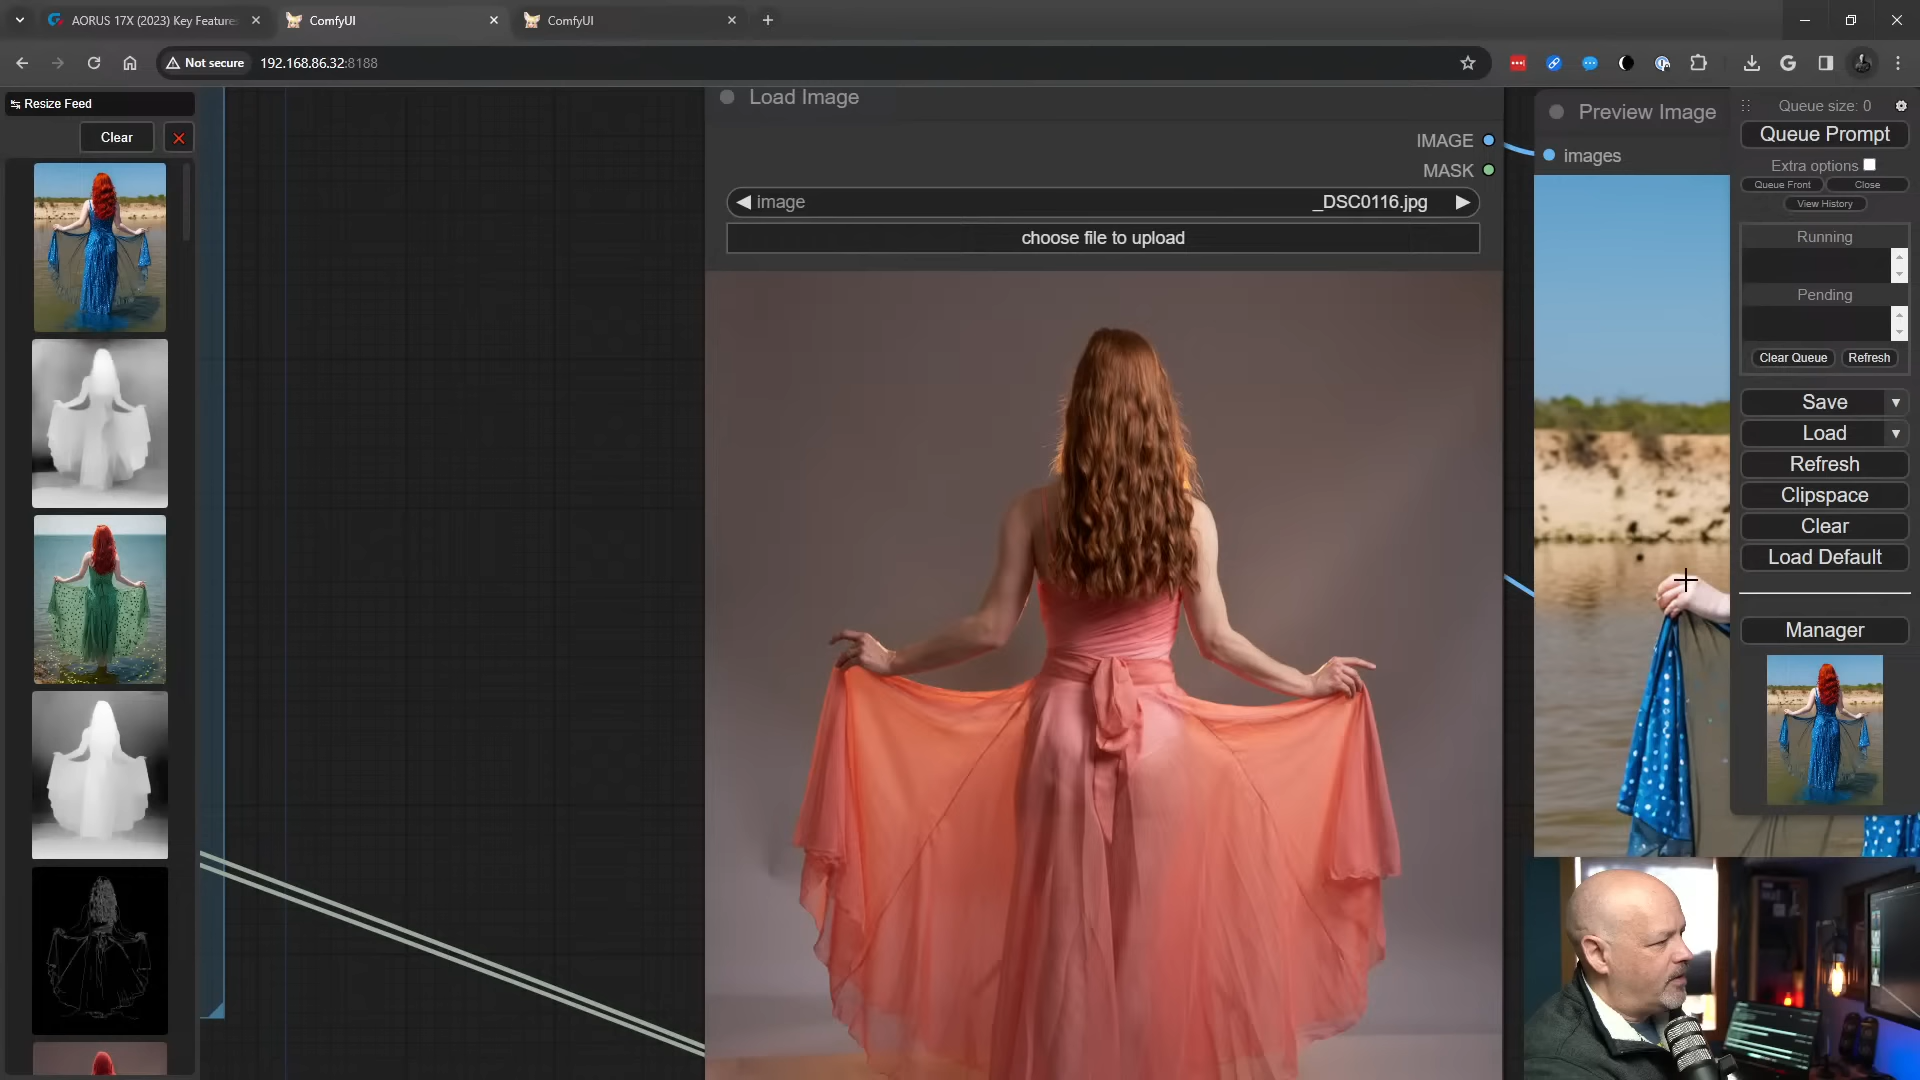 AORUS 17X (2023) Key Feature
ComfyUI
ComfyUI
Not secure
192.168.86.32:8188
Resize Feed
Clear
Load Image
IMAGE
MASK
image
_DSC0116.jpg
choose file to upload
Preview Image
images
Queue size: 0
Queue Prompt
Extra options
Queue Front
Close
View History
Running
Pending
Clear Queue
Refresh
Save
Load
Refresh
Clipspace
Clear
Load Default
Manager